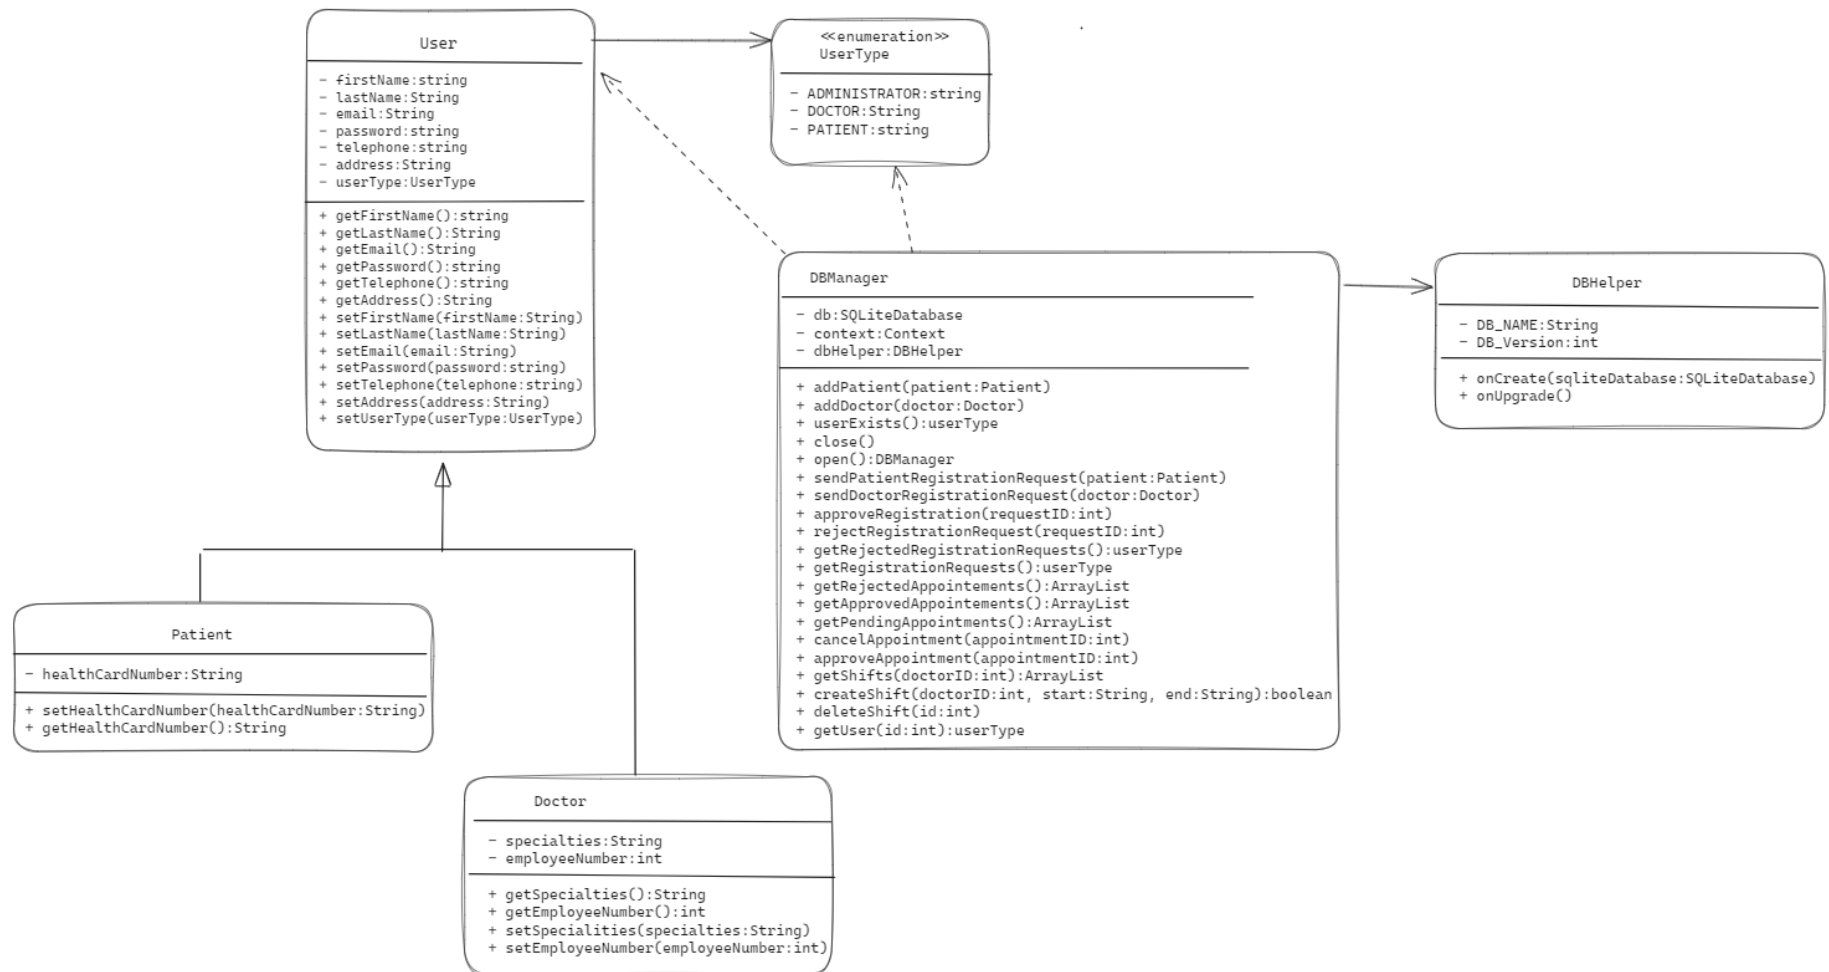 User
- firstName:string
- lastName:String
- email:String
- password:string
- telephone:string
- address:String
- userType:UserType
+ getFirstName():string
+ getLastName():String
+ getEmail():String
+ getPassword():string
+ getTelephone():string
+ getAddress():String
+ setFirstName(firstName:String)
+ setLastName(lastName:String)
+ setEmail(email:String)
+ setPassword(password:string)
+ setTelephone(telephone:string)
+ setAddress(address:String)
+ setUserType(userType:UserType)
<<enumeration>>
UserType
- ADMINISTRATOR:string
- DOCTOR:String
- PATIENT:string
DBManager
- db:SQLiteDatabase
- context:Context
- dbHelper:DBHelper
+ addPatient(patient:Patient)
+ addDoctor(doctor:Doctor)
+ userExists():userType
+ close()
+ open():DBManager
+ sendPatientRegistrationRequest(patient:Patient)
+ sendDoctorRegistrationRequest(doctor:Doctor)
+ approveRegistration(requestID:int)
+ rejectRegistrationRequest(requestID:int)
+ getRejectedRegistrationRequests():userType
+ getRegistrationRequests():userType
+ getRejectedAppointements():ArrayList
+ getApprovedAppointements():ArrayList
+ getPendingAppointments():ArrayList
+ cancelAppointment(appointmentID:int)
+ approveAppointment(appointmentID:int)
+ getShifts(doctorID:int):ArrayList
+ createShift(doctorID:int, start:String, end:String):boolean
+ deleteShift(id:int)
+ getUser(id:int):userType
DBHelper
- DB_NAME:String
- DB_Version:int
+ onCreate(sqliteDatabase:SQLiteDatabase)
+ onUpgrade()
Patient
- healthCardNumber:String
+ setHealthCardNumber(healthCardNumber:String)
+ getHealthCardNumber():String
Doctor
- specialties:String
- employeeNumber:int
+ getSpecialties():String
+ getEmployeeNumber():int
+ setSpecialities(specialties:String)
+ setEmployeeNumber(employeeNumber:int)